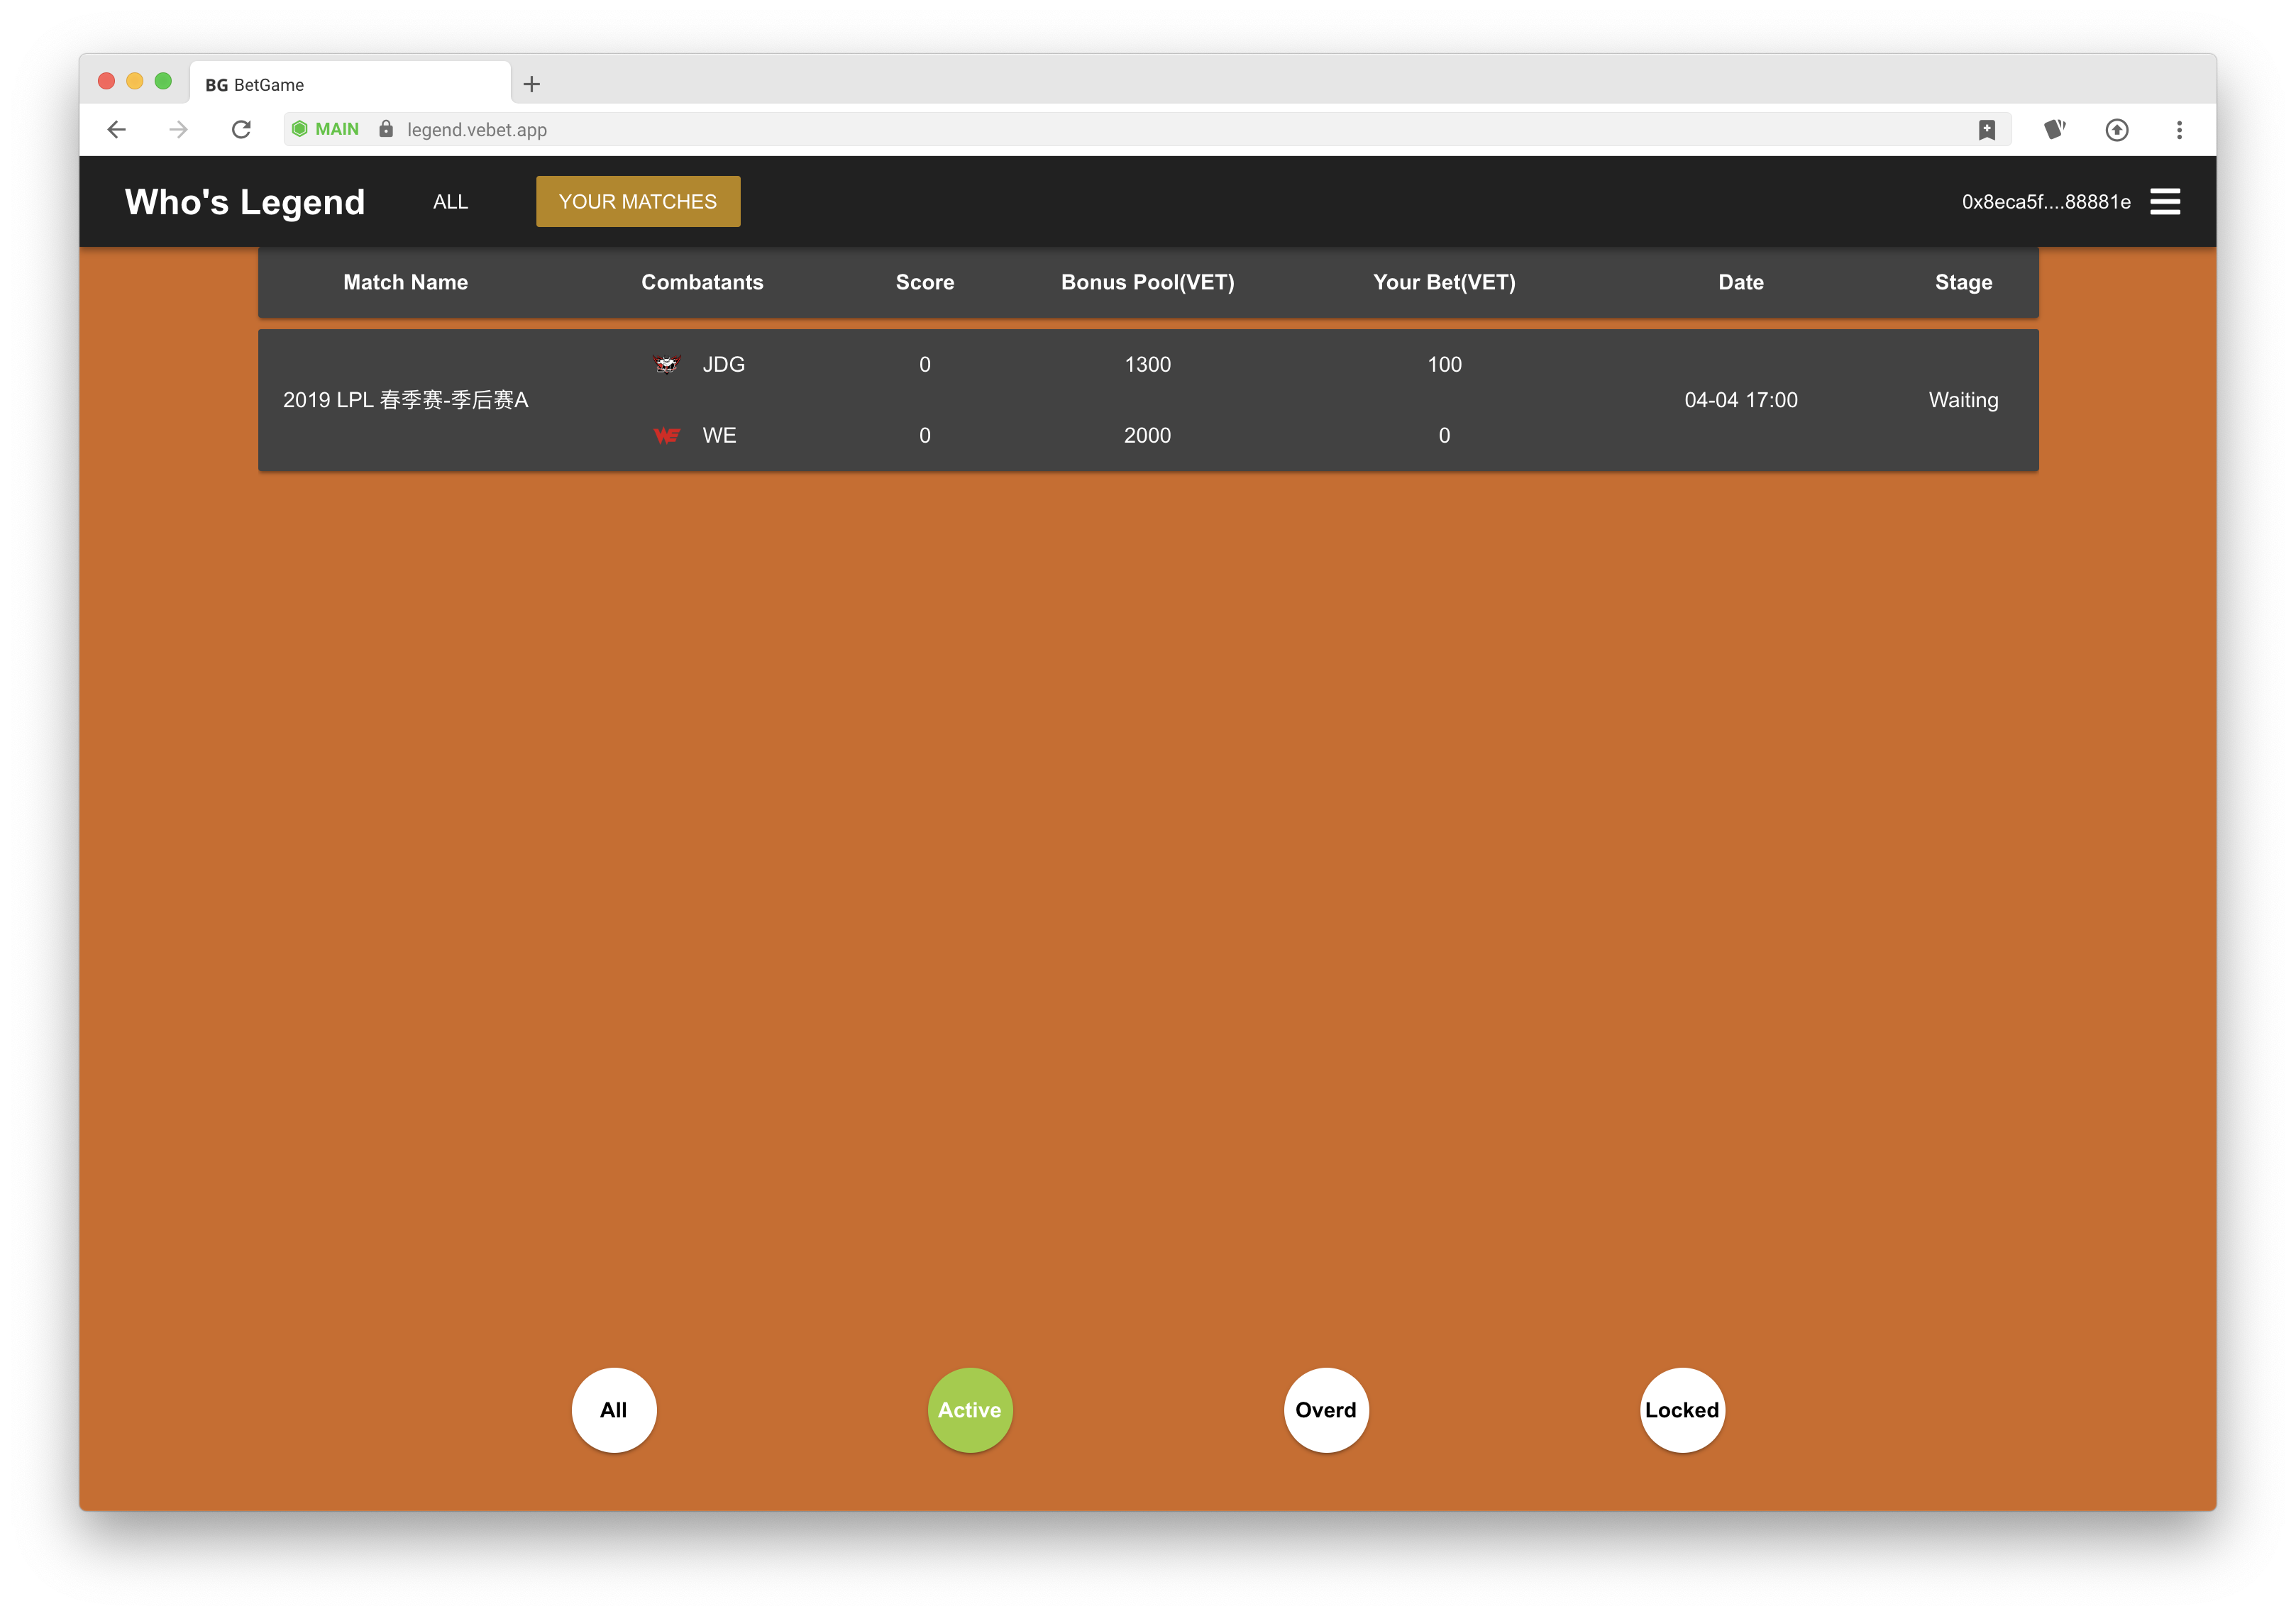 BG BetGame
MAIN legend.vebet.app
Who's Legend ALL YOUR MATCHES 0x8eca5f....88881e
Match Name Combatants Score Bonus Pool(VET) Your Bet(VET) Date Stage
JDG 0 1300 100
2019 LPL 春季赛-季后赛A 04-04 17:00 Waiting
WE WE 0 2000 0
All Active Overd Locked